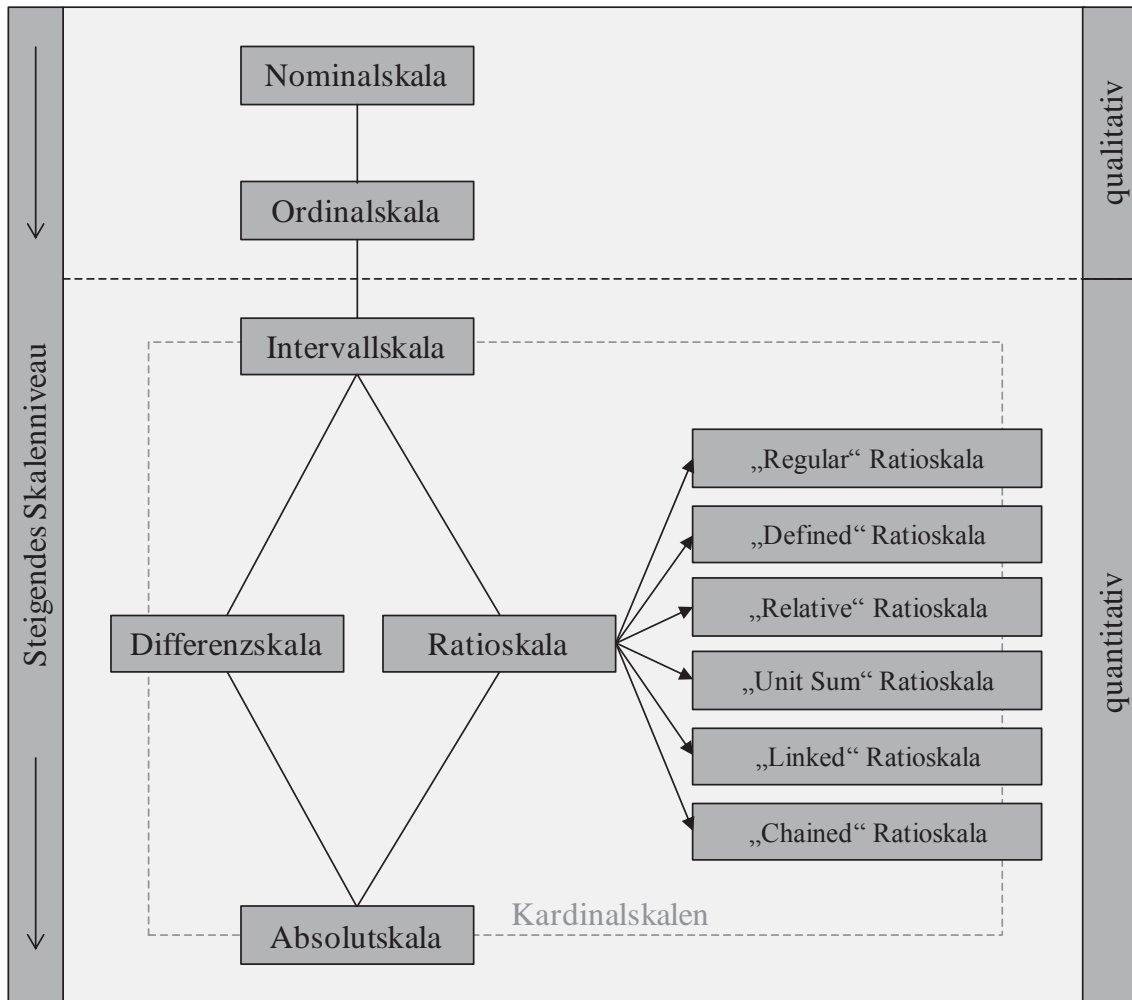 Nominalskala
Ordinalskala
Intervallskala
„Regular“ Ratioskala
„Defined“ Ratioskala
„Relative“ Ratioskala
Differenzskala
Ratioskala
„Unit Sum“ Ratioskala
„Linked“ Ratioskala
„Chained“ Ratioskala
Kardinalskalen
Absolutskala
Steigendes Skalenniveau
qualitativ
quantitativ